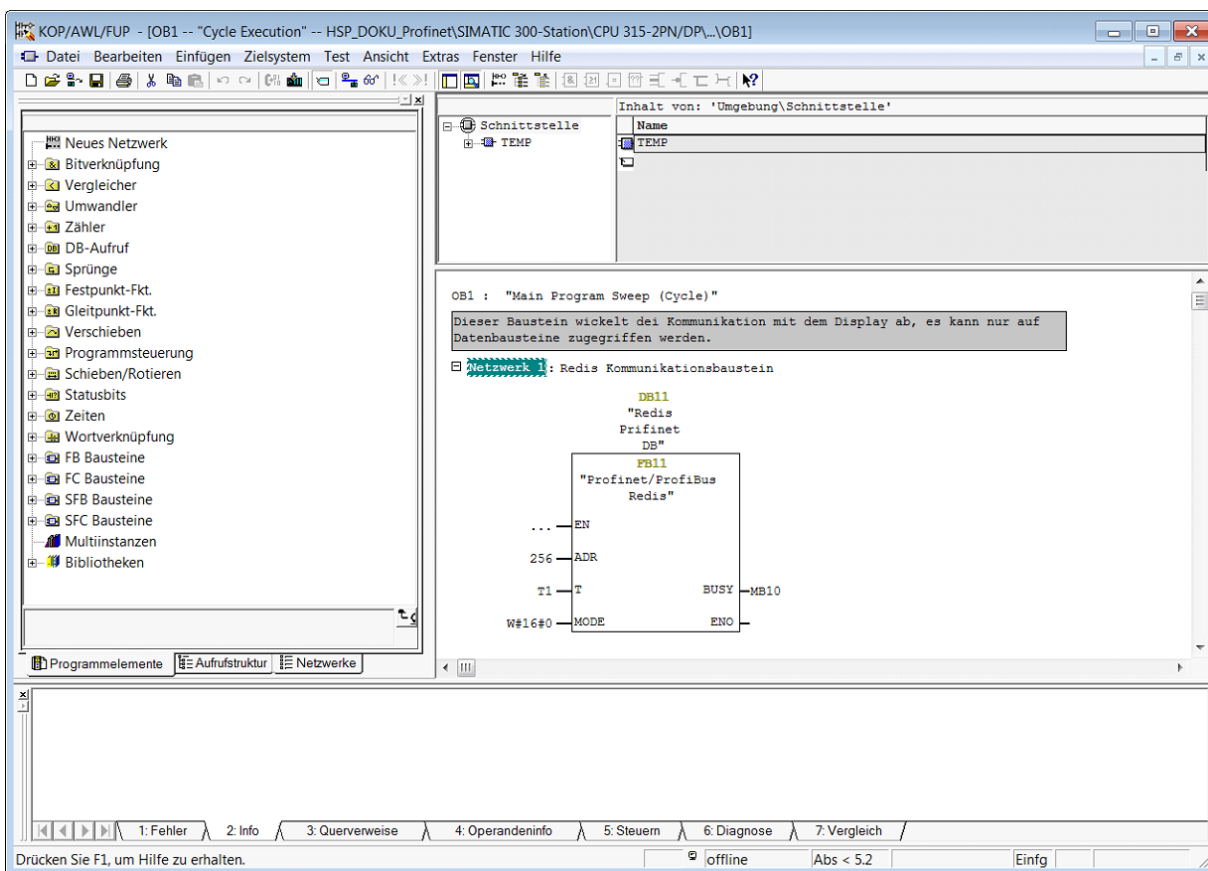 KOP/AWL/FUP - [OB1 -- "Cycle Execution" -- HSP_DOKU_Profinet\SIMATIC 300-Station\CPU 315-2PN/DP\...\OB1]
Datei Bearbeiten Einfügen Zielsystem Test Ansicht Extras Fenster Hilfe
Neues Netzwerk
Bitverknüpfung
Vergleicher
Umwandler
Zähler
DB-Aufruf
Sprünge
Festpunkt-Fkt.
Gleitpunkt-Fkt.
Verschieben
Programmsteuerung
Schieben/Rotieren
Statusbits
Zeiten
Wortverknüpfung
FB Bausteine
FC Bausteine
SFB Bausteine
SFC Bausteine
Multiinstanzen
Bibliotheken
Programmelemente Aufrufstruktur Netzwerke
Schnittstelle
TEMP
Inhalt von: 'Umgebung\Schnittstelle'
Name
TEMP
OB1 : "Main Program Sweep (Cycle)"
Dieser Baustein wickelt dei Kommunikation mit dem Display ab, es kann nur auf
Datenbausteine zugegriffen werden.
Netzwerk 1: Redis Kommunikationsbaustein
DB11
"Redis
Prifinet
DB"
FB11
"Profinet/ProfiBus
Redis"
... EN
256 ADR
T1 T BUSY MB10
W#16#0 MODE ENO
1: Fehler 2: Info 3: Querverweise 4: Operandeninfo 5: Steuern 6: Diagnose 7: Vergleich
Drücken Sie F1, um Hilfe zu erhalten. offline Abs < 5.2 Einfg